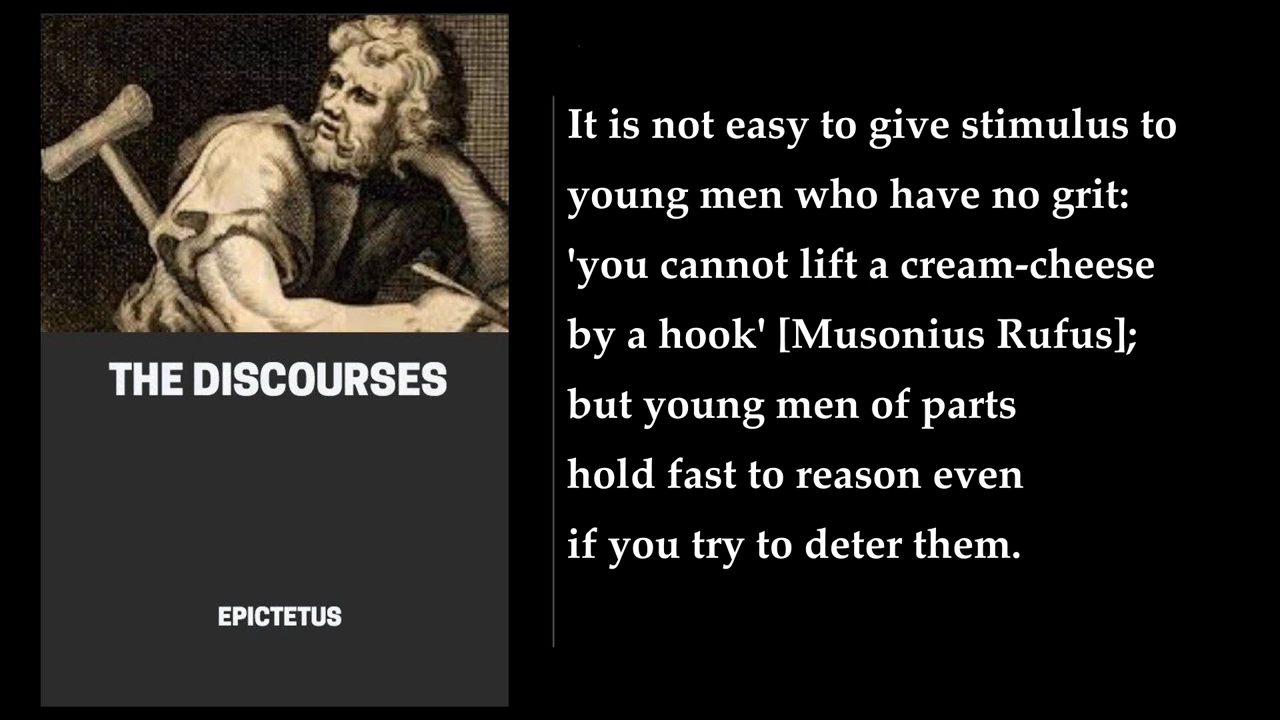 THE DISCOURSES
EPICTETUS
It is not easy to give stimulus to
young men who have no grit:
'you cannot lift a cream-cheese
by a hook' [Musonius Rufus];
but young men of parts
hold fast to reason even
if you try to deter them.